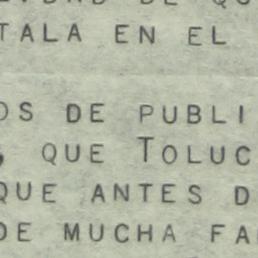 TALA EN EL
OS DE PUBLI
, QUE TOLUC
QUE ANTES D
DE MUCHA FA